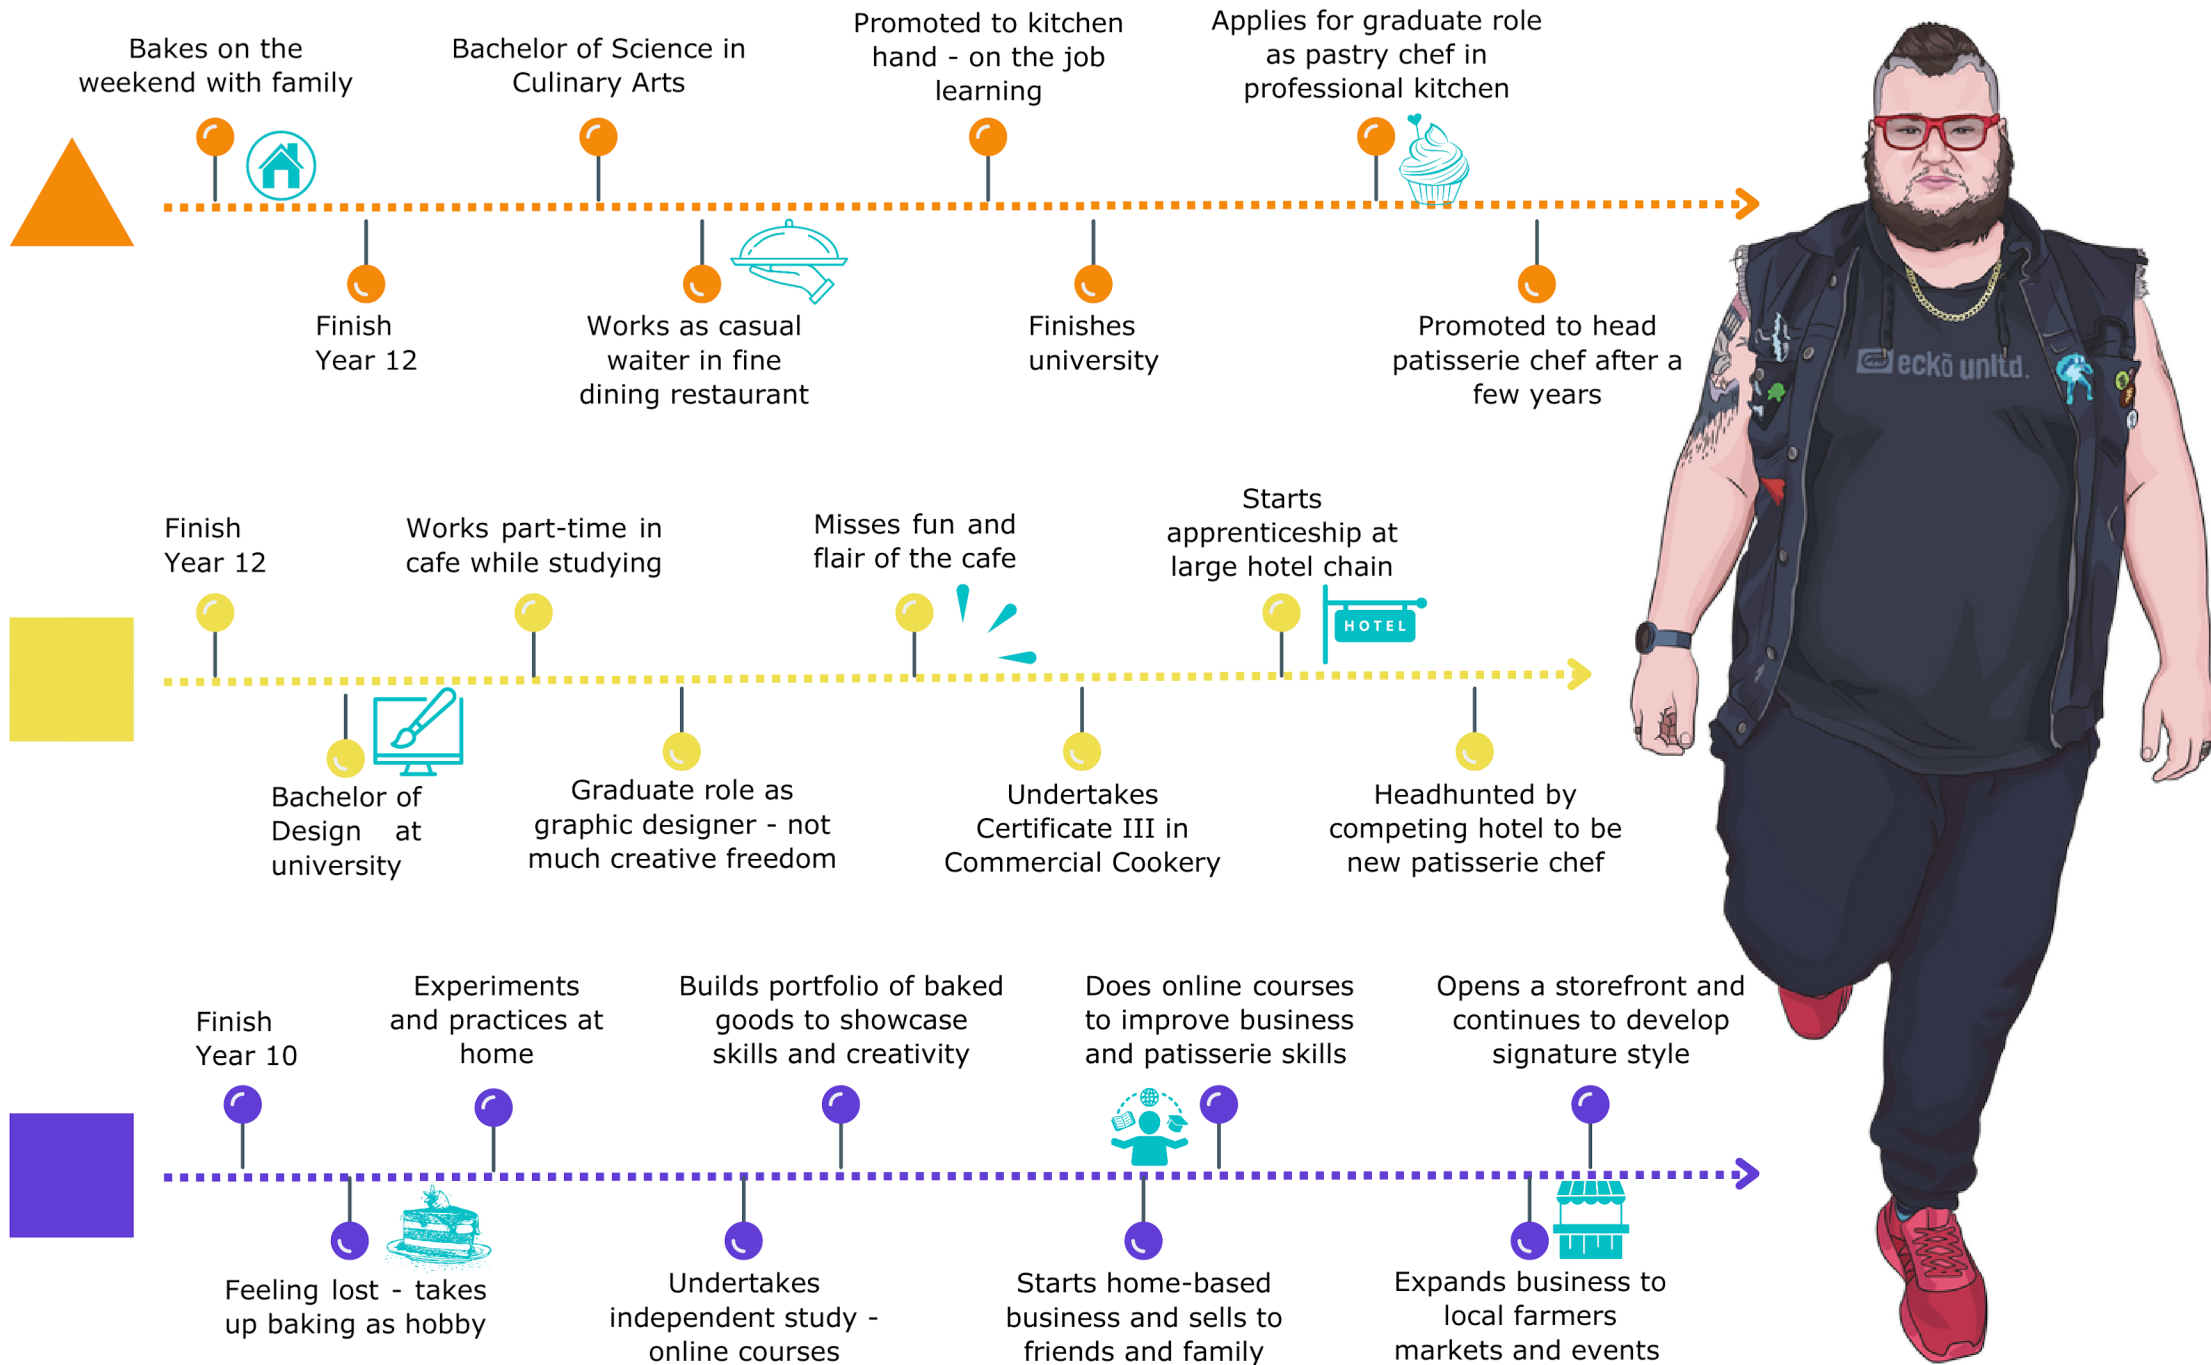 Bakes on the
weekend with family
Finish
Year 12
Bachelor of Science in
Culinary Arts
Works as casual
waiter in fine
dining restaurant
Promoted to kitchen
hand - on the job
learning
Finishes
university
Applies for graduate role
as pastry chef in
professional kitchen
Promoted to head
patisserie chef after a
few years
eckō unltd.
Finish
Year 12
Bachelor of
Design at
university
Works part-time in
cafe while studying
Graduate role as
graphic designer - not
much creative freedom
Misses fun and
flair of the cafe
Undertakes
Certificate III in
Commercial Cookery
Starts
apprenticeship at
large hotel chain
HOTEL
Headhunted by
competing hotel to be
new patisserie chef
Finish
Year 10
Feeling lost - takes
up baking as hobby
Experiments
and practices at
home
Undertakes
independent study -
online courses
Builds portfolio of baked
goods to showcase
skills and creativity
Starts home-based
business and sells to
friends and family
Does online courses
to improve business
and patisserie skills
Expands business to
local farmers
markets and events
Opens a storefront and
continues to develop
signature style